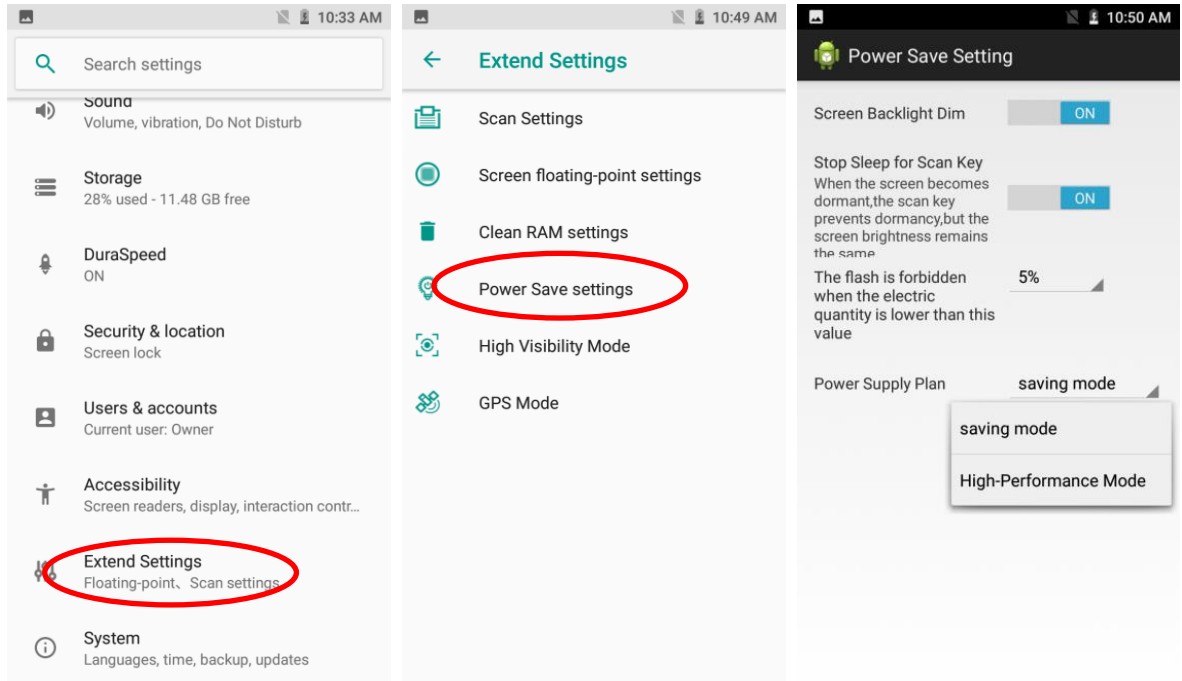 10:33 AM
Search settings
Sound
Volume, vibration, Do Not Disturb
Storage
28% used - 11.48 GB free
DuraSpeed
ON
Security & location
Screen lock
Users & accounts
Current user: Owner
Accessibility
Screen readers, display, interaction contr...
Extend Settings
Floating-point、Scan settings
System
Languages, time, backup, updates
10:49 AM
Extend Settings
Scan Settings
Screen floating-point settings
Clean RAM settings
Power Save settings
High Visibility Mode
GPS Mode
10:50 AM
Power Save Setting
Screen Backlight Dim
ON
Stop Sleep for Scan Key
When the screen becomes
dormant,the scan key
prevents dormancy,but the
screen brightness remains
the same
ON
The flash is forbidden
when the electric
quantity is lower than this
value
5%
Power Supply Plan
saving mode
saving mode
High-Performance Mode